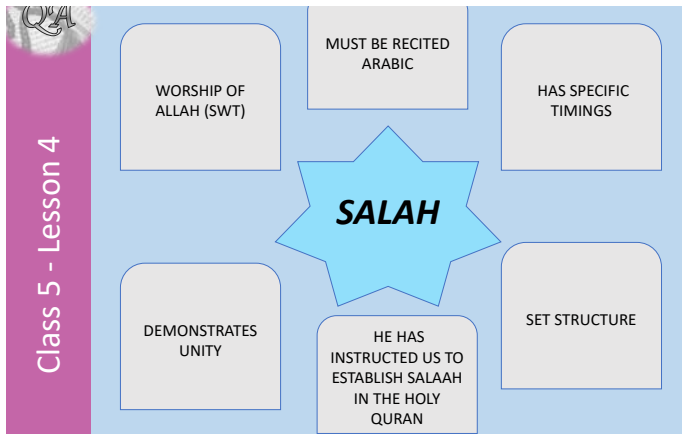 Q&A
Class 5 - Lesson 4
MUST BE RECITED
ARABIC
WORSHIP OF
ALLAH (SWT)
HAS SPECIFIC
TIMINGS
SALAH
DEMONSTRATES
UNITY
HE HAS
INSTRUCTED US TO
ESTABLISH SALAAH
IN THE HOLY
QURAN
SET STRUCTURE